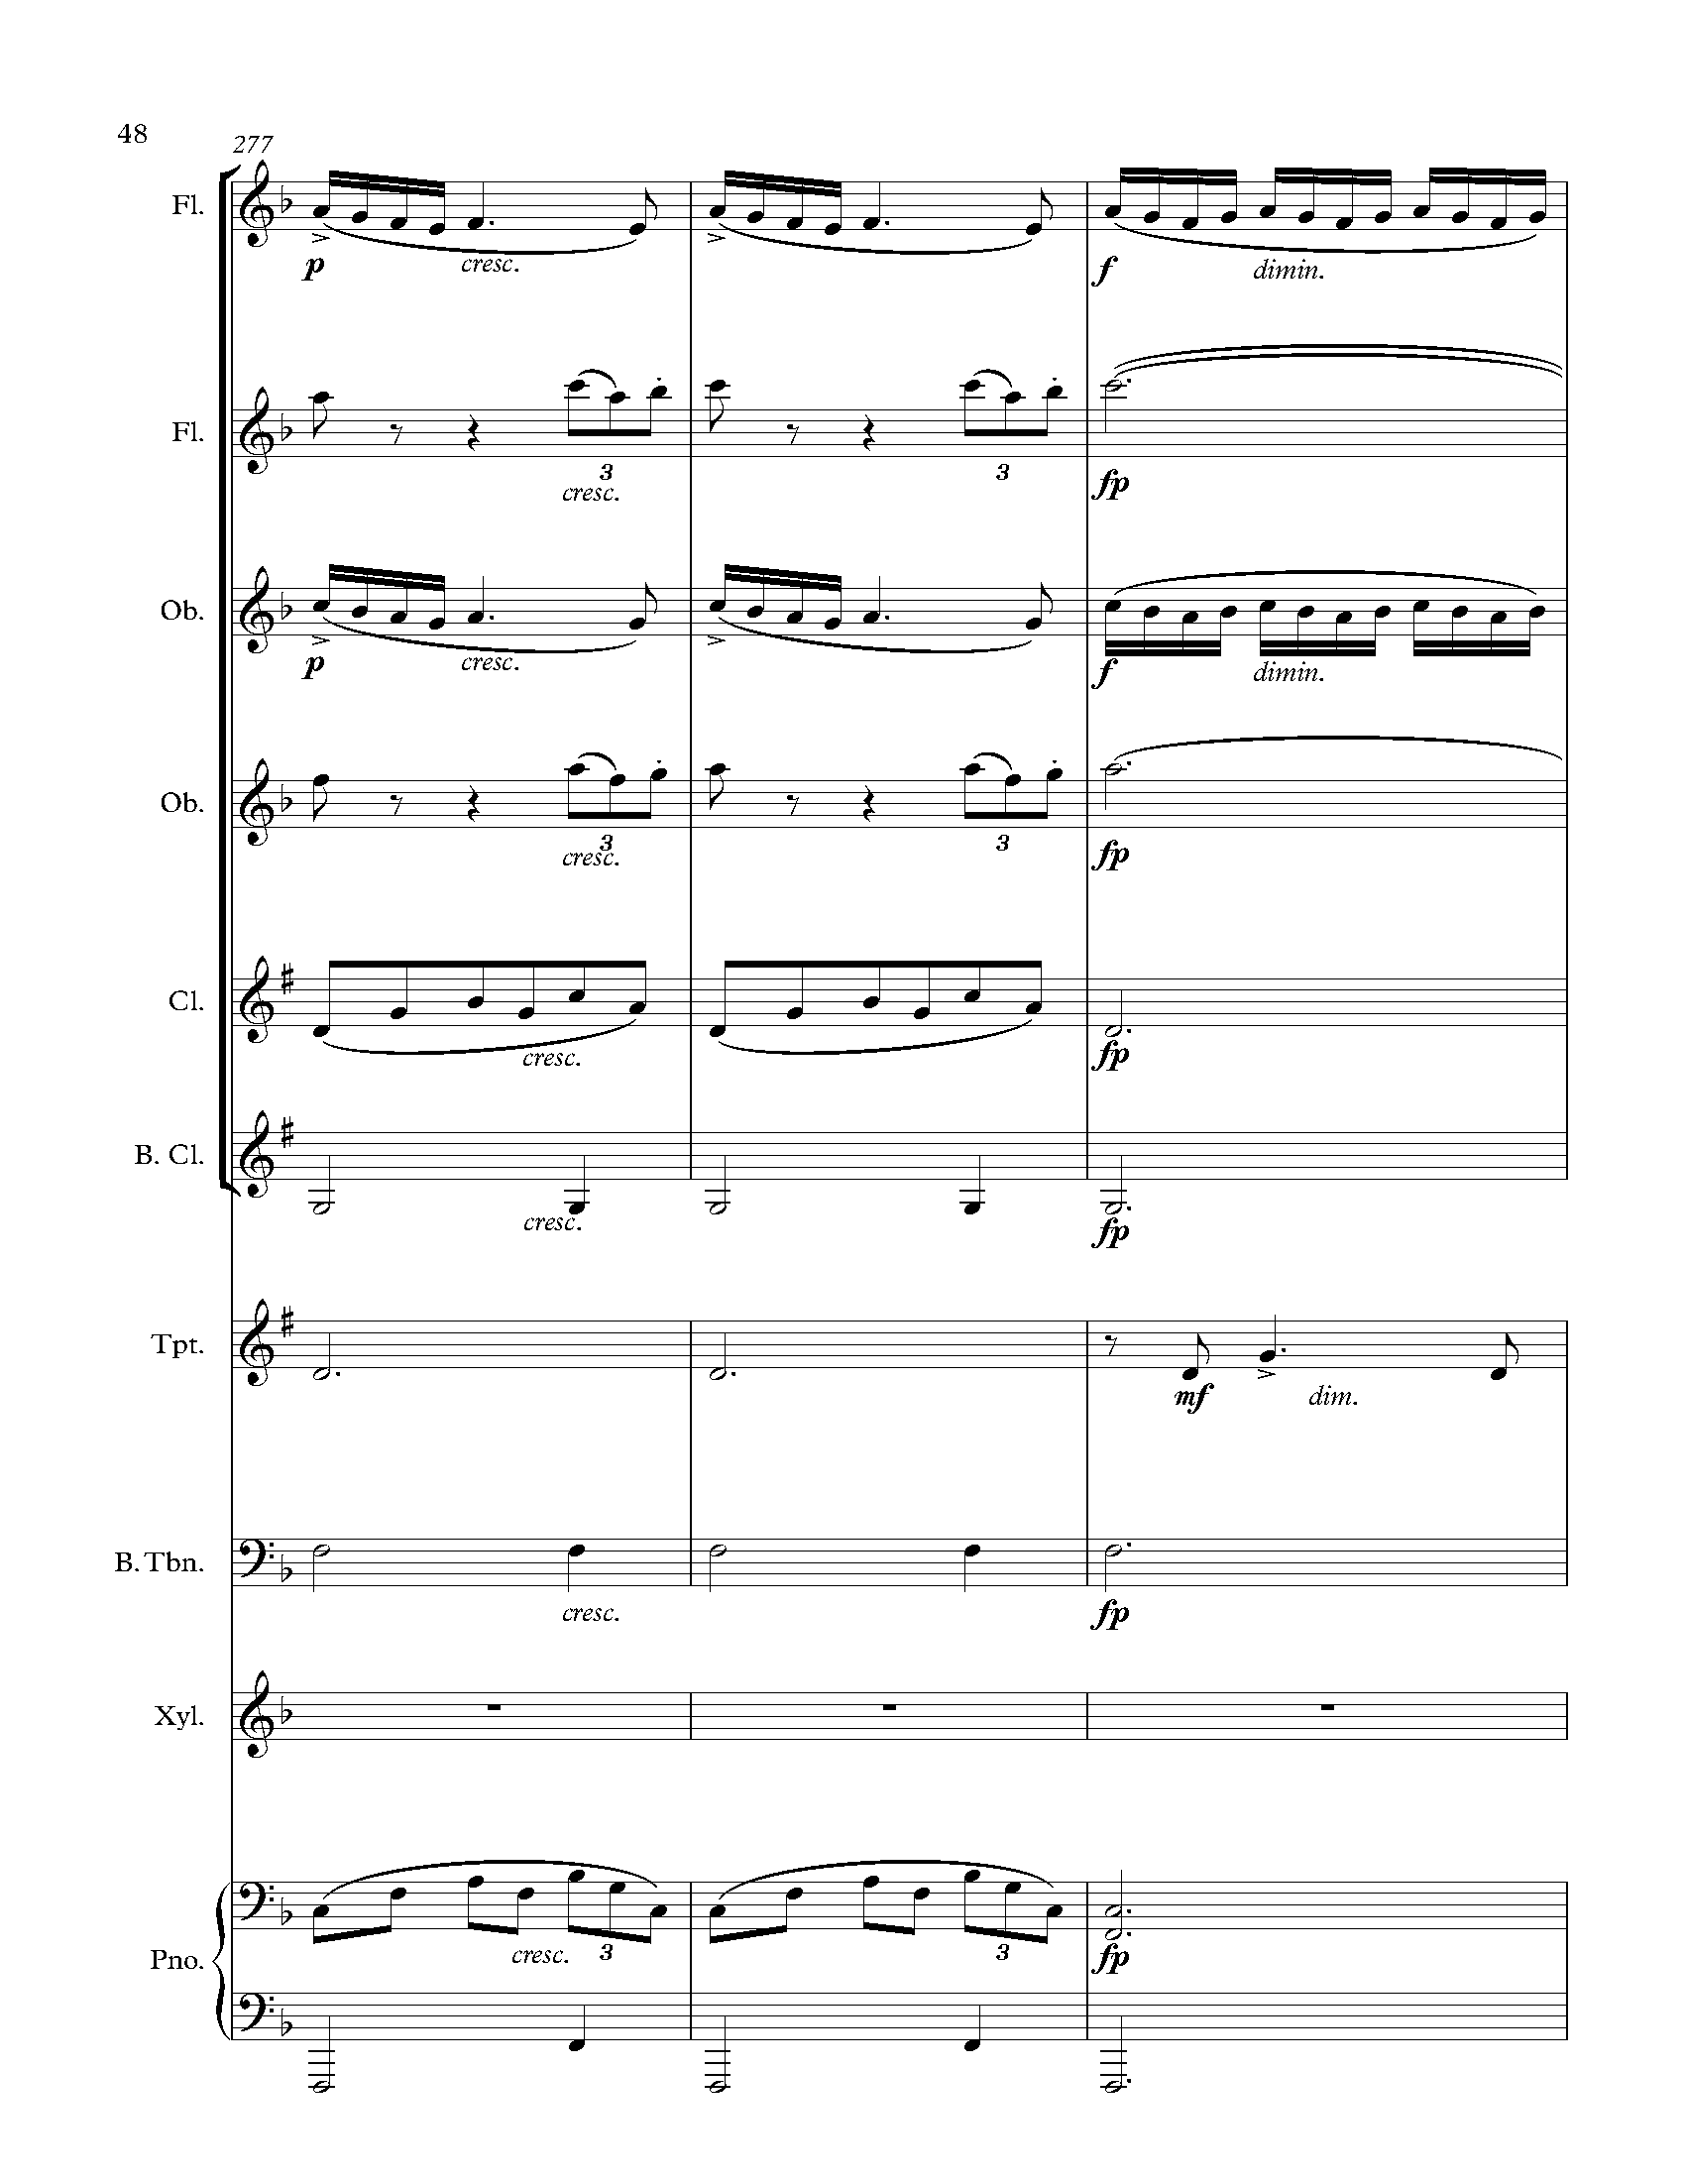 48
277
Fl.
p cresc. f dimin.
Fl.
3 3
cresc. fp
Ob.
p cresc. f dimin.
Ob.
3 3
cresc. fp
Cl.
cresc. fp
B. Cl.
cresc. fp
Tpt.
mf dim.
B. Tbn.
cresc. fp
Xyl.
cresc. 3 3 fp
Pno.